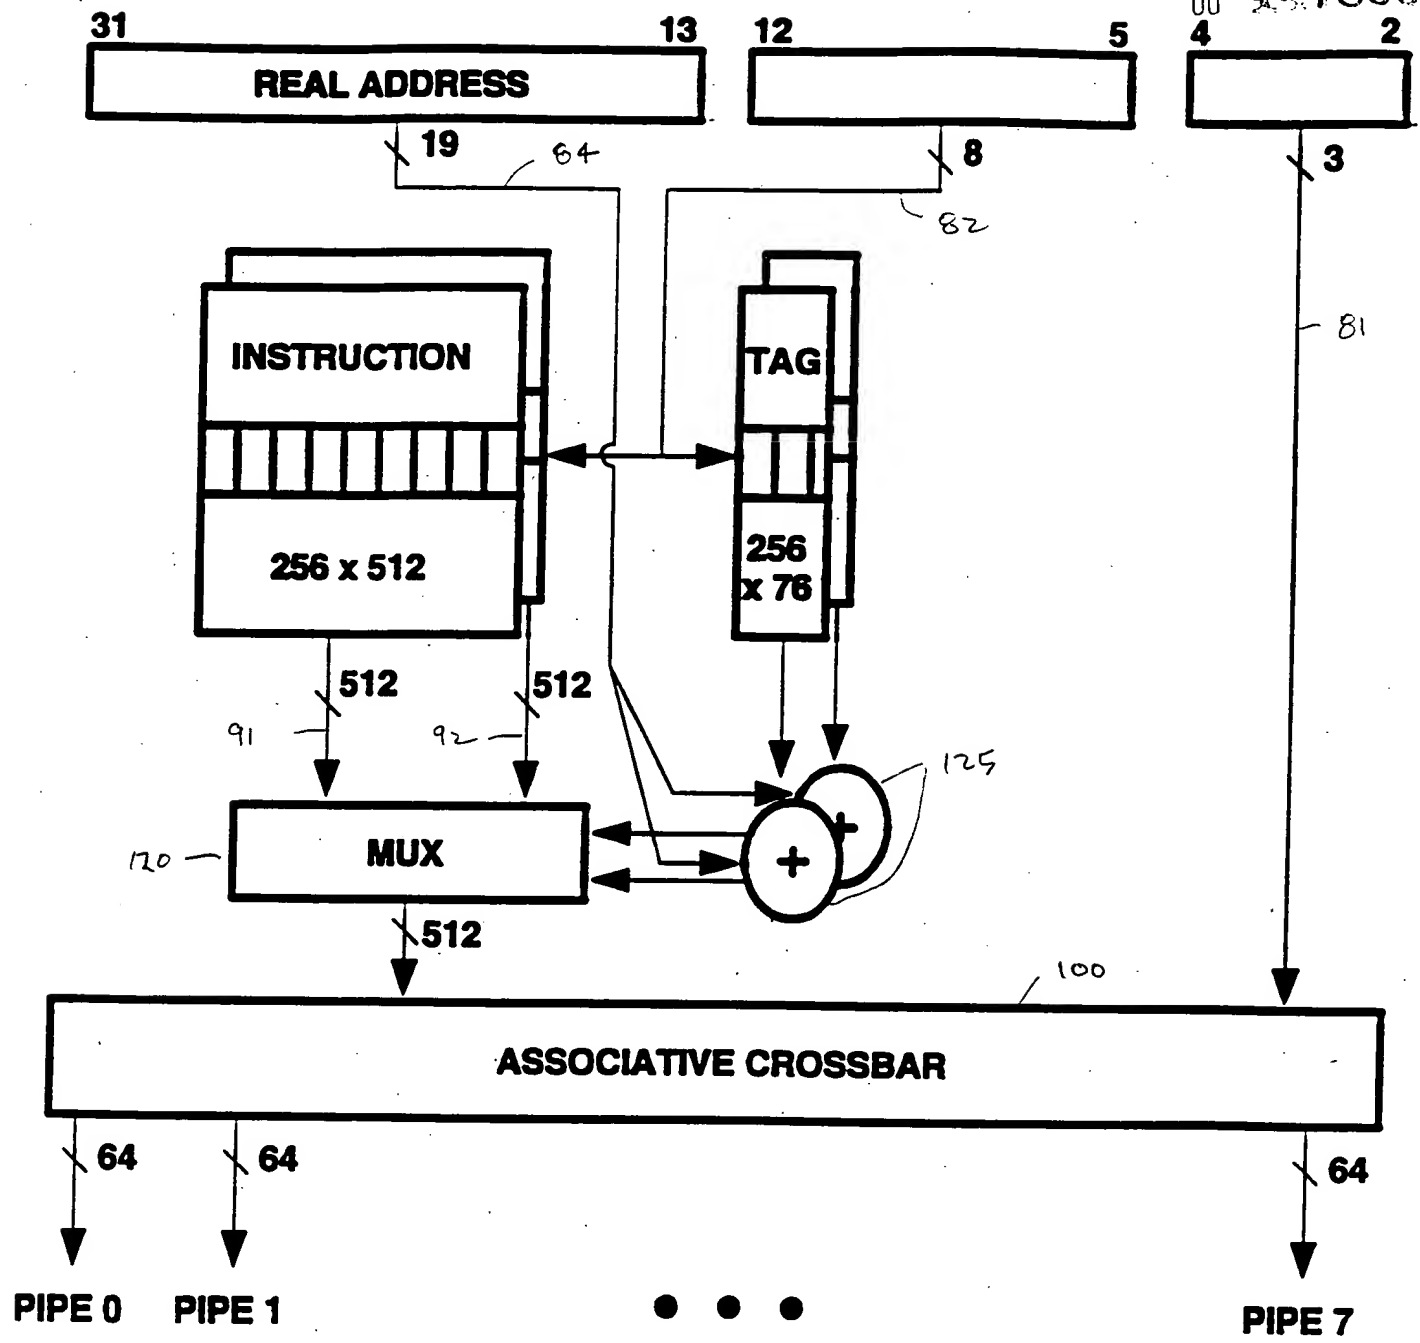 31 13 12 5 4 2
REAL ADDRESS
19 8 3
84
82
81
INSTRUCTION TAG
256 x 512
256
x 76
512 512
91 92
125
120 MUX
+ +
512
100
ASSOCIATIVE CROSSBAR
64 64 64
PIPE 0 PIPE 1 • • • PIPE 7